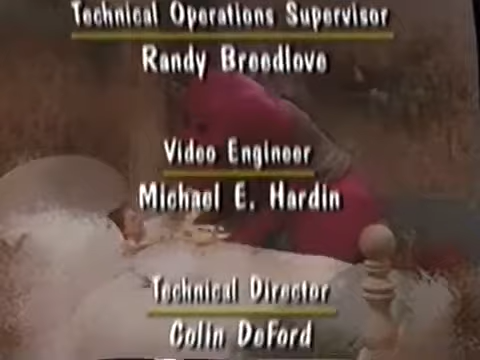 Technical Operations Supervisor
Randy Breedlove
Video Engineer
Michael E. Hardin
Technical Director
Colin DeFord